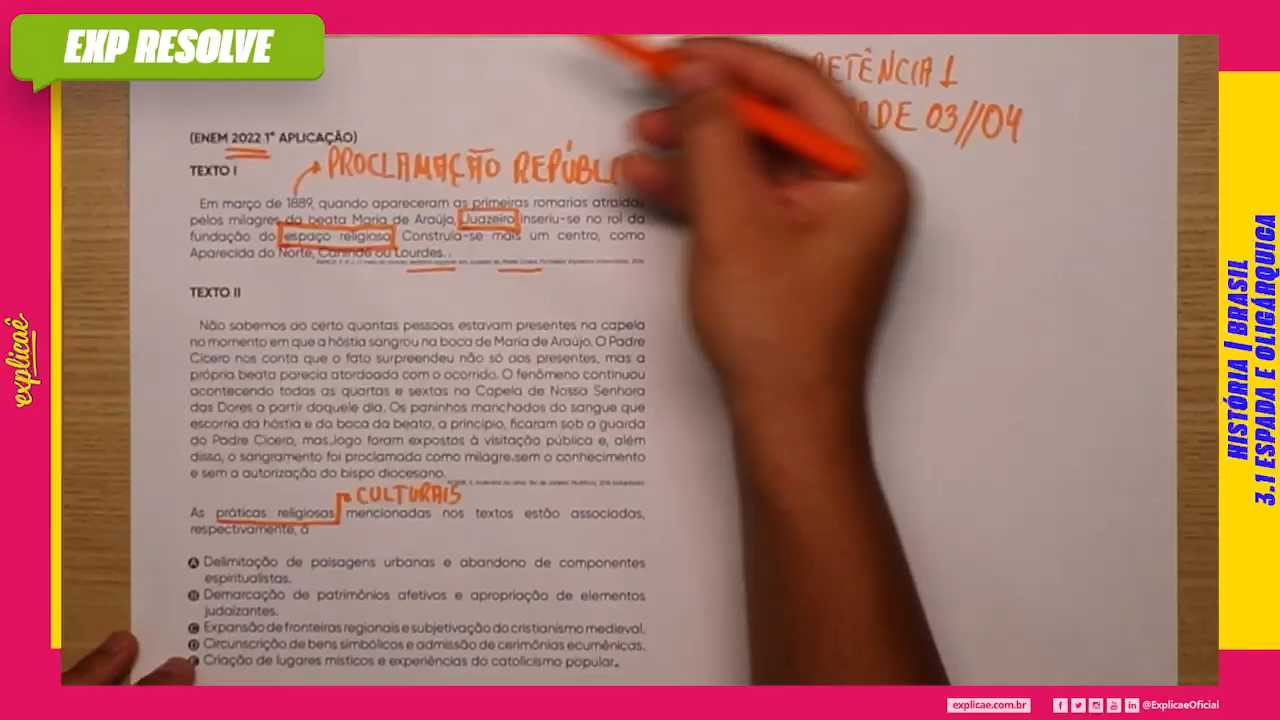 EXP RESOLVE
03//04
(ENEM 2022 1ª APLICAÇÃO)
PROCLAMAÇÃO
TEXTO I
Em março de 1889, quando apareceram as primeiras romarias atraídas
pelos milagres da beata Maria de Araújo, Juazeiro inseriu-se no rol da
fundação do espaço religioso. Construía-se mais um centro, como
Aparecida do Norte, Canindé ou Lourdes.
TEXTO II
Não sabemos ao certo quantas pessoas estavam presentes na capela
no momento em que a hóstia sangrou na boca de Maria de Araújo. O Padre
Cícero nos conta que o fato surpreendeu não só aos presentes, mas a
própria beata parecia atordoada com o ocorrido. O fenômeno continuou
acontecendo todas as quartas e sextas na Capela de Nossa Senhora
das Dores a partir daquele dia. Os paninhos manchados do sangue que
escorria da hóstia e da boca da beata, a princípio, ficaram sob a guarda
do Padre Cícero, mas logo foram expostos à visitação pública e, além
disso, o sangramento foi proclamado como milagre sem o conhecimento
e sem a autorização do bispo diocesano.
CULTURAIS
As práticas religiosas mencionadas nos textos estão associadas,
respectivamente, à
A Delimitação de paisagens urbanas e abandono de componentes
espiritualistas.
B Demarcação de patrimônios afetivos e apropriação de elementos
judaizantes.
C Expansão de fronteiras regionais e subjetivação do cristianismo medieval.
D Circunscrição de bens simbólicos e admissão de cerimônias ecumênicas.
E Criação de lugares místicos e experiências do catolicismo popular.
explicaê
HISTÓRIA | BRASIL
3.1 ESPADA E OLIGÁRQUICA
explicae.com.br
@ExplicaeOficial